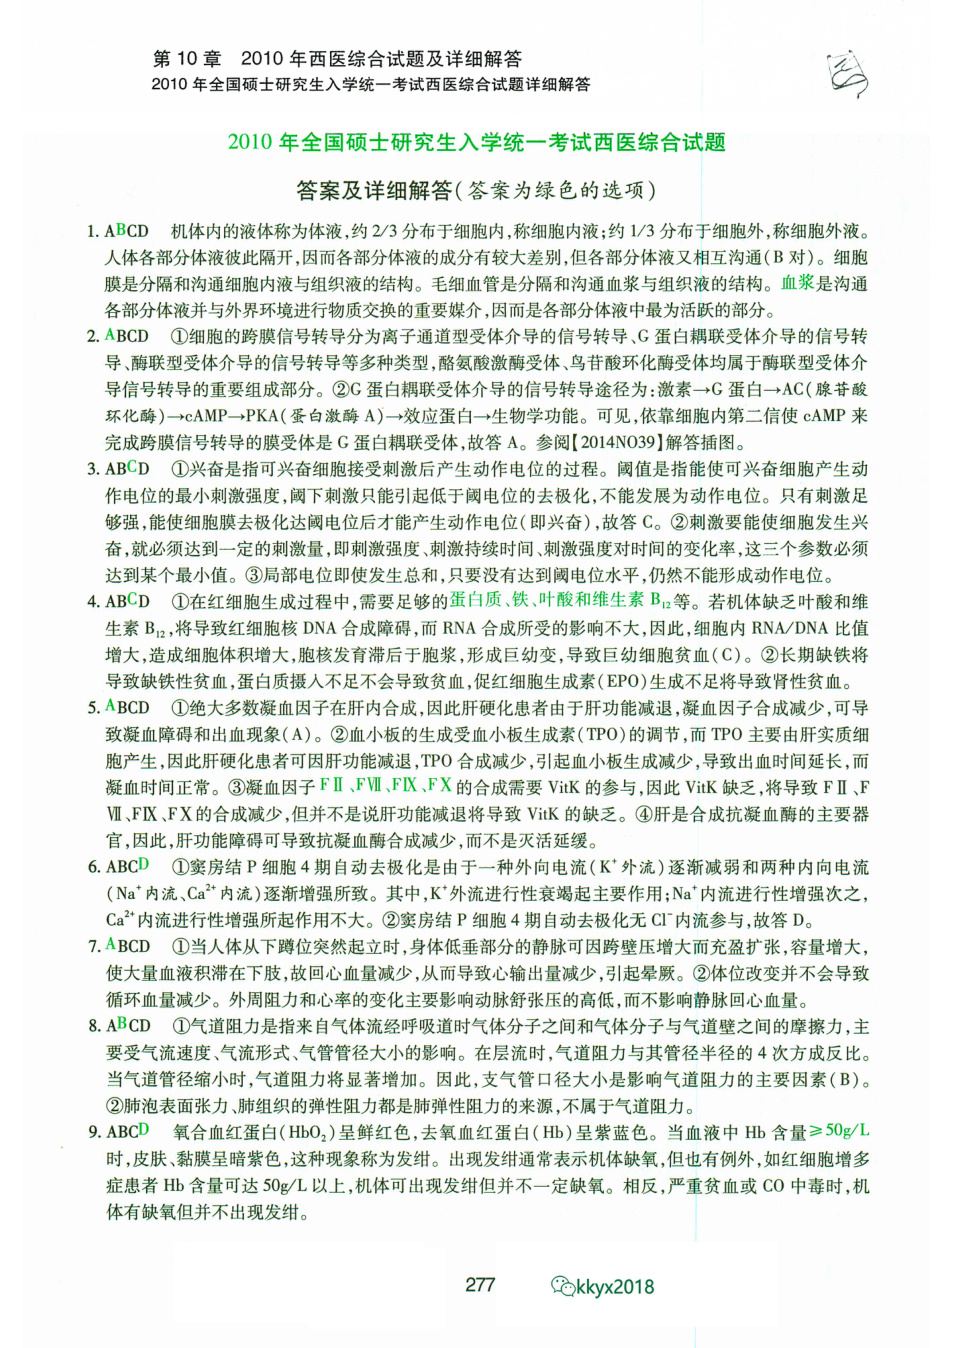 第 10 章　2010 年西医综合试题及详细解答
2010 年全国硕士研究生入学统一考试西医综合试题详细解答
2010 年全国硕士研究生入学统一考试西医综合试题
答案及详细解答(答案为绿色的选项)
1. ABCD　机体内的液体称为体液,约 2/3 分布于细胞内,称细胞内液;约 1/3 分布于细胞外,称细胞外液。
人体各部分体液彼此隔开,因而各部分体液的成分有较大差别,但各部分体液又相互沟通(B 对)。细胞
膜是分隔和沟通细胞内液与组织液的结构。毛细血管是分隔和沟通血浆与组织液的结构。血浆是沟通
各部分体液并与外界环境进行物质交换的重要媒介,因而是各部分体液中最为活跃的部分。
2. ABCD　①细胞的跨膜信号转导分为离子通道型受体介导的信号转导、G 蛋白耦联受体介导的信号转
导、酶联型受体介导的信号转导等多种类型,酪氨酸激酶受体、鸟苷酸环化酶受体均属于酶联型受体介
导信号转导的重要组成部分。②G 蛋白耦联受体介导的信号转导途径为:激素→G 蛋白→AC(腺苷酸
环化酶)→cAMP→PKA(蛋白激酶 A)→效应蛋白→生物学功能。可见,依靠细胞内第二信使 cAMP 来
完成跨膜信号转导的膜受体是 G 蛋白耦联受体,故答 A。参阅【2014NO39】解答插图。
3. ABCD　①兴奋是指可兴奋细胞接受刺激后产生动作电位的过程。阈值是指能使可兴奋细胞产生动
作电位的最小刺激强度,阈下刺激只能引起低于阈电位的去极化,不能发展为动作电位。只有刺激足
够强,能使细胞膜去极化达阈电位后才能产生动作电位(即兴奋),故答 C。②刺激要能使细胞发生兴
奋,就必须达到一定的刺激量,即刺激强度、刺激持续时间、刺激强度对时间的变化率,这三个参数必须
达到某个最小值。③局部电位即使发生总和,只要没有达到阈电位水平,仍然不能形成动作电位。
4. ABCD　①在红细胞生成过程中,需要足够的蛋白质、铁、叶酸和维生素 B₁₂等。若机体缺乏叶酸和维
生素 B₁₂,将导致红细胞核 DNA 合成障碍,而 RNA 合成所受的影响不大,因此,细胞内 RNA/DNA 比值
增大,造成细胞体积增大,胞核发育滞后于胞浆,形成巨幼变,导致巨幼细胞贫血(C)。②长期缺铁将
导致缺铁性贫血,蛋白质摄入不足不会导致贫血,促红细胞生成素(EPO)生成不足将导致肾性贫血。
5. ABCD　①绝大多数凝血因子在肝内合成,因此肝硬化患者由于肝功能减退,凝血因子合成减少,可导
致凝血障碍和出血现象(A)。②血小板的生成受血小板生成素(TPO)的调节,而 TPO 主要由肝实质细
胞产生,因此肝硬化患者可因肝功能减退,TPO 合成减少,引起血小板生成减少,导致出血时间延长,而
凝血时间正常。③凝血因子 FⅡ、FⅦ、FⅨ、FⅩ的合成需要 VitK 的参与,因此 VitK 缺乏,将导致 FⅡ、F
Ⅶ、FⅨ、FⅩ的合成减少,但并不是说肝功能减退将导致 VitK 的缺乏。④肝是合成抗凝血酶的主要器
官,因此,肝功能障碍可导致抗凝血酶合成减少,而不是灭活延缓。
6. ABCD　①窦房结 P 细胞 4 期自动去极化是由于一种外向电流(K⁺外流)逐渐减弱和两种内向电流
(Na⁺内流、Ca²⁺内流)逐渐增强所致。其中,K⁺外流进行性衰竭起主要作用;Na⁺内流进行性增强次之,
Ca²⁺内流进行性增强所起作用不大。②窦房结 P 细胞 4 期自动去极化无 Cl⁻内流参与,故答 D。
7. ABCD　①当人体从下蹲位突然起立时,身体低垂部分的静脉可因跨壁压增大而充盈扩张,容量增大,
使大量血液积滞在下肢,故回心血量减少,从而导致心输出量减少,引起晕厥。②体位改变并不会导致
循环血量减少。外周阻力和心率的变化主要影响动脉舒张压的高低,而不影响静脉回心血量。
8. ABCD　①气道阻力是指来自气体流经呼吸道时气体分子之间和气体分子与气道壁之间的摩擦力,主
要受气流速度、气流形式、气管管径大小的影响。在层流时,气道阻力与其管径半径的 4 次方成反比。
当气道管径缩小时,气道阻力将显著增加。因此,支气管口径大小是影响气道阻力的主要因素(B)。
②肺泡表面张力、肺组织的弹性阻力都是肺弹性阻力的来源,不属于气道阻力。
9. ABCD　氧合血红蛋白(HbO₂)呈鲜红色,去氧血红蛋白(Hb)呈紫蓝色。当血液中 Hb 含量≥50g/L
时,皮肤、黏膜呈暗紫色,这种现象称为发绀。出现发绀通常表示机体缺氧,但也有例外,如红细胞增多
症患者 Hb 含量可达 50g/L 以上,机体可出现发绀但并不一定缺氧。相反,严重贫血或 CO 中毒时,机
体有缺氧但并不出现发绀。
277
kkyx2018